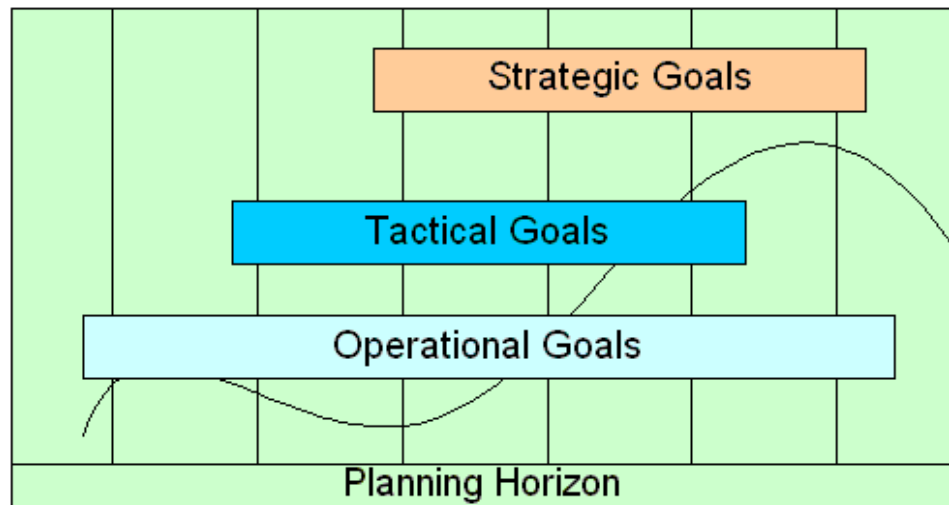 Strategic Goals
Tactical Goals
Operational Goals
Planning Horizon